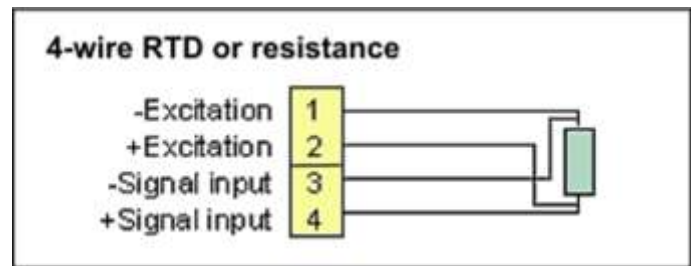 4-wire RTD or resistance
-Excitation 1
+Excitation 2
-Signal input 3
+Signal input 4